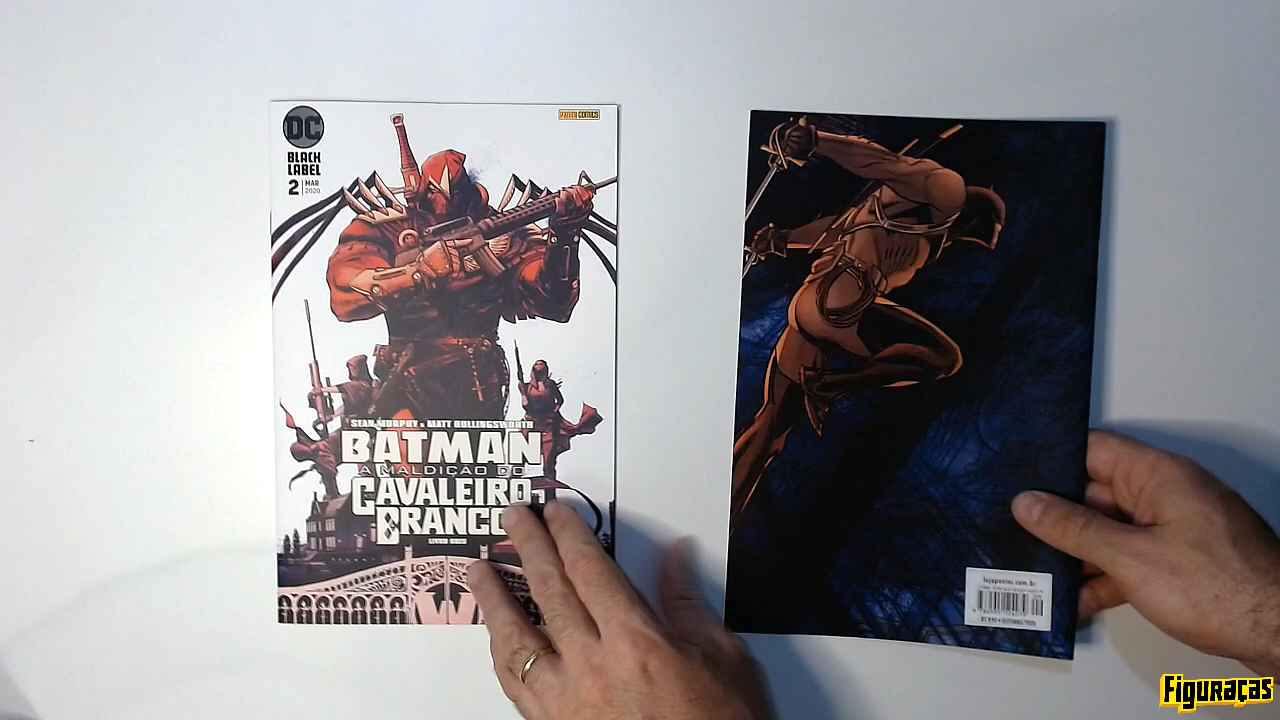 DC
BLACK
LABEL
2 MAR
2020
PANINI COMICS
SEAN MURPHY & MATT HOLLINGSWORTH
BATMAN
A MALDIÇÃO DO
CAVALEIRO
BRANCO
lojapanini.com.br
Figuraças